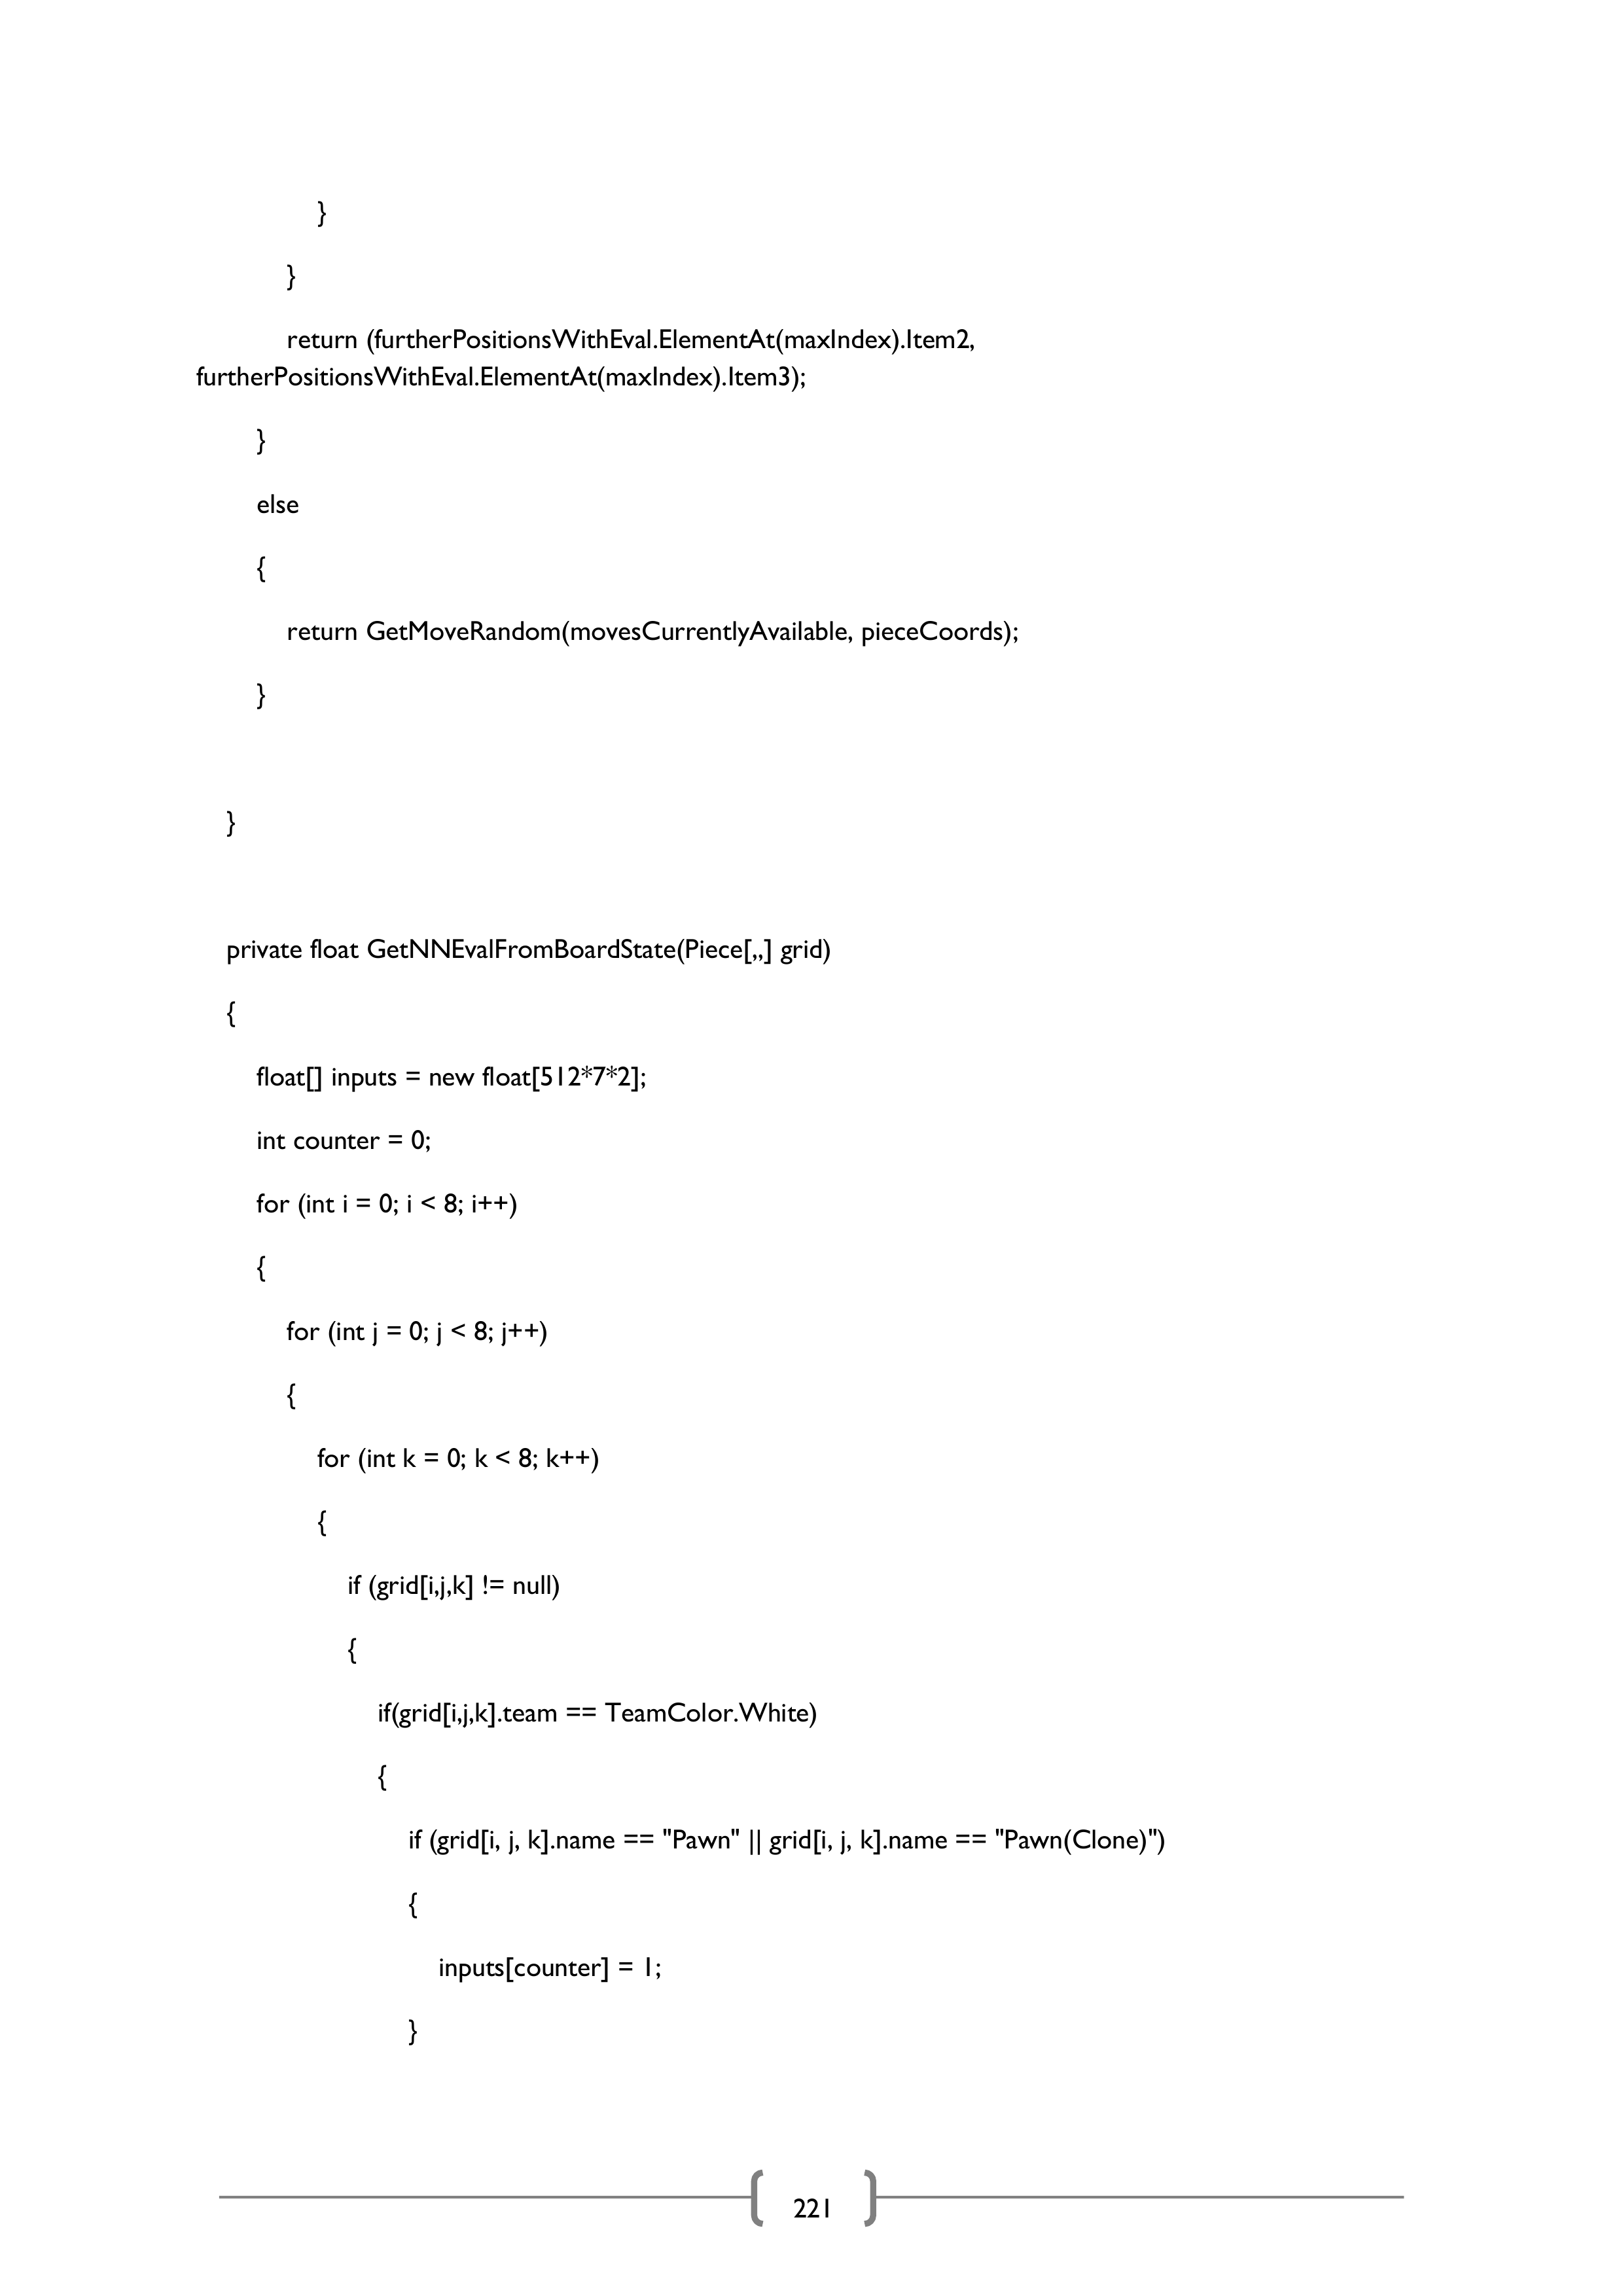 }
}
return (furtherPositionsWithEval.ElementAt(maxIndex).Item2,
furtherPositionsWithEval.ElementAt(maxIndex).Item3);
}
else
{
return GetMoveRandom(movesCurrentlyAvailable, pieceCoords);
}
}
private float GetNNEvalFromBoardState(Piece[,,] grid)
{
float[] inputs = new float[512*7*2];
int counter = 0;
for (int i = 0; i < 8; i++)
{
for (int j = 0; j < 8; j++)
{
for (int k = 0; k < 8; k++)
{
if (grid[i,j,k] != null)
{
if(grid[i,j,k].team == TeamColor.White)
{
if (grid[i, j, k].name == "Pawn" || grid[i, j, k].name == "Pawn(Clone)")
{
inputs[counter] = 1;
}
221